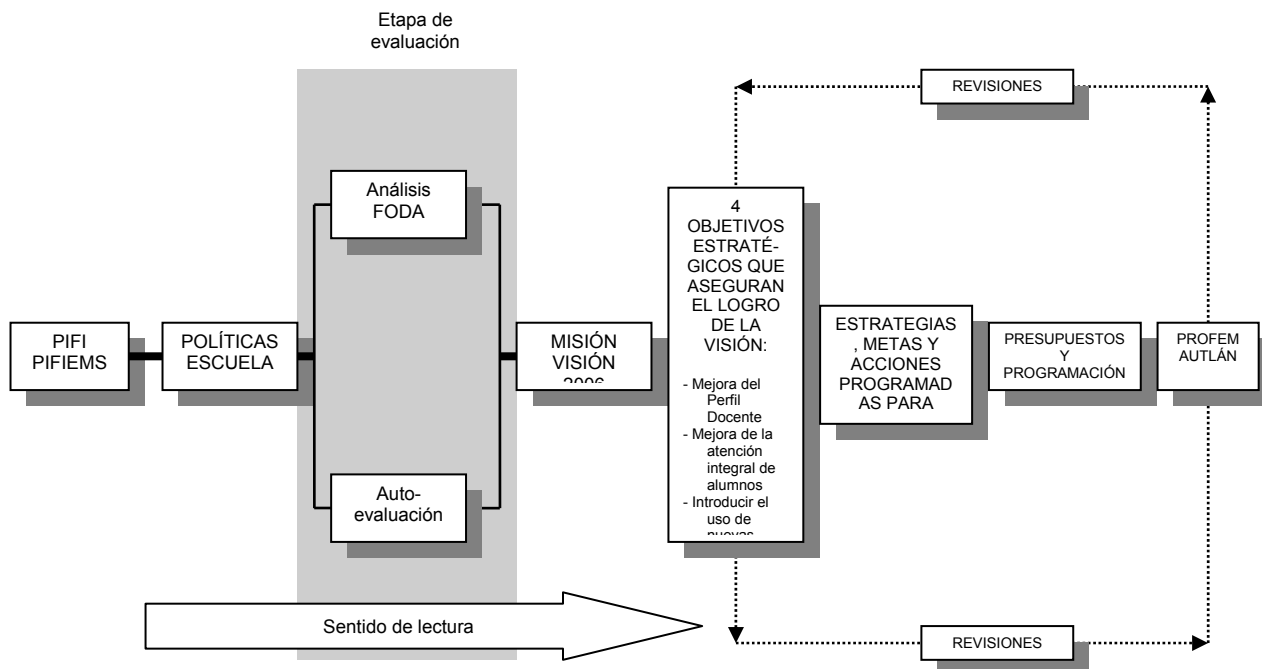 Etapa de
evaluación
REVISIONES
Análisis
FODA
PIFI
PIFIEMS
POLÍTICAS
ESCUELA
Auto-
evaluación
MISIÓN
VISIÓN
2006
4
OBJETIVOS
ESTRATÉ-
GICOS QUE
ASEGURAN
EL LOGRO
DE LA
VISIÓN:
- Mejora del
Perfil
Docente
- Mejora de la
atención
integral de
alumnos
- Introducir el
uso de
nuevas
ESTRATEGIAS
, METAS Y
ACCIONES
PROGRAMAD
AS PARA
PRESUPUESTOS
Y
PROGRAMACIÓN
PROFEM
AUTLÁN
Sentido de lectura
REVISIONES